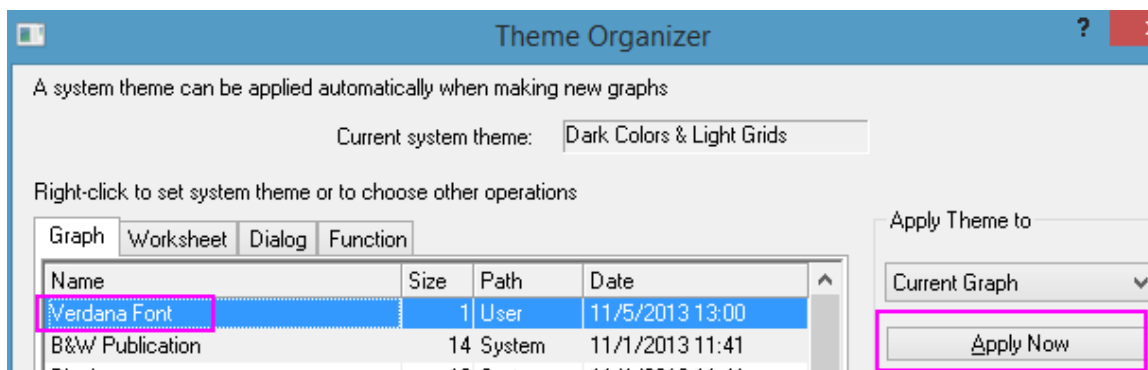 Theme Organizer ?
A system theme can be applied automatically when making new graphs
Current system theme: Dark Colors & Light Grids
Right-click to set system theme or to choose other operations
Graph Worksheet Dialog Function
Apply Theme to
Name Size Path Date
Current Graph
Verdana Font 1 User 11/5/2013 13:00
B&W Publication 14 System 11/1/2013 11:41
Apply Now